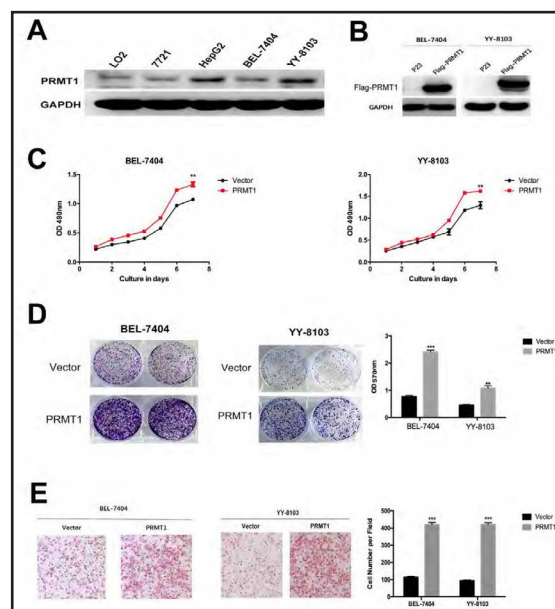 A
LO2 7721 HepG2 BEL-7404 YY-8103
PRMT1
GAPDH
B
BEL-7404 YY-8103
P23 Flag-PRMT1 P23 Flag-PRMT1
Flag-PRMT1
GAPDH
C
BEL-7404
Vector
PRMT1
OD 490nm
1.5
1.0
0.5
0.0
0 2 4 6 8
**
Culture in days
YY-8103
Vector
PRMT1
OD 490nm
2.0
1.5
1.0
0.5
0.0
0 2 4 6 8
**
Culture in days
D
BEL-7404 YY-8103
Vector Vector
PRMT1 PRMT1
OD570nm
3
2
1
0
*** **
BEL-7404 YY-8103
Vector
PRMT1
E
BEL-7404 YY-8103
Vector PRMT1 Vector PRMT1
Cell Number per Field
500
400
300
200
100
0
*** ***
BEL-7404 YY-8103
Vector
PRMT1